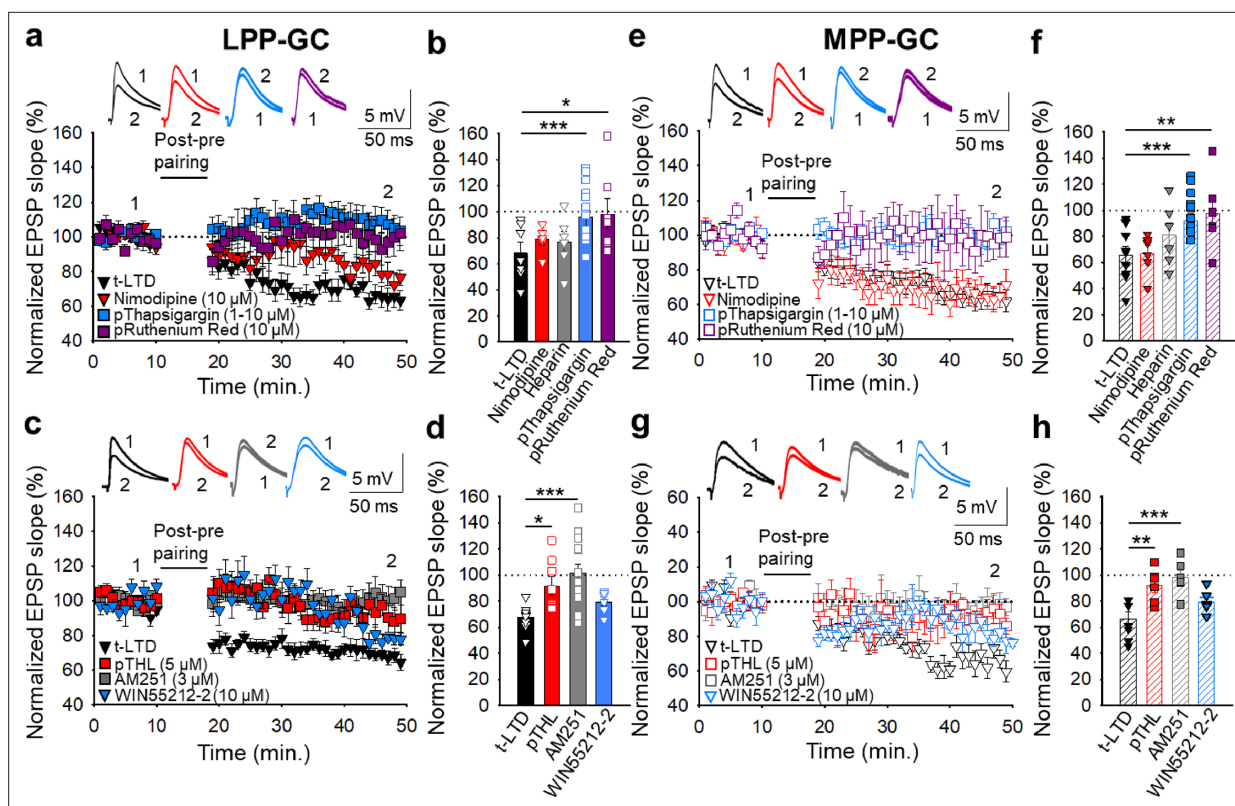 LPP-GC
MPP-GC
a
1
1
2
2
2
2
1
1
5 mV
50 ms
Normalized EPSP slope (%)
160
140
120
100
80
60
40
Post-pre
pairing
1
2
t-LTD
Nimodipine (10 µM)
pThapsigargin (1-10 µM)
pRuthenium Red (10 µM)
0
10
20
30
40
50
Time (min.)
b
Normalized EPSP slope (%)
160
140
120
100
80
60
40
20
0
*
***
t-LTD
Nimodipine
Heparin
pThapsigargin
pRuthenium Red
e
1
1
2
2
2
2
1
1
5 mV
50 ms
Normalized EPSP slope (%)
160
140
120
100
80
60
40
Post-pre
pairing
1
2
t-LTD
Nimodipine
pThapsigargin (1-10 µM)
pRuthenium Red (10 µM)
0
10
20
30
40
50
Time (min.)
f
Normalized EPSP slope (%)
160
140
120
100
80
60
40
20
0
**
***
t-LTD
Nimodipine
Heparin
pThapsigargin
pRuthenium Red
c
1
1
2
1
2
2
1
2
5 mV
50 ms
Normalized EPSP slope (%)
160
140
120
100
80
60
40
Post-pre
pairing
1
2
t-LTD
pTHL (5 µM)
AM251 (3 µM)
WIN55212-2 (10 µM)
0
10
20
30
40
50
Time (min.)
d
Normalized EPSP slope (%)
160
140
120
100
80
60
40
20
0
***
*
t-LTD
pTHL
AM251
WIN55212-2
g
1
1
1
1
2
2
2
2
5 mV
50 ms
Normalized EPSP slope (%)
60
40
20
00
80
60
40
Post-pre
pairing
1
2
t-LTD
pTHL (5 µM)
AM251 (3 µM)
WIN55212-2 (10 µM)
0
10
20
30
40
50
Time (min.)
h
Normalized EPSP slope (%)
160
140
120
100
80
60
40
20
0
***
**
t-LTD
pTHL
AM251
WIN55212-2